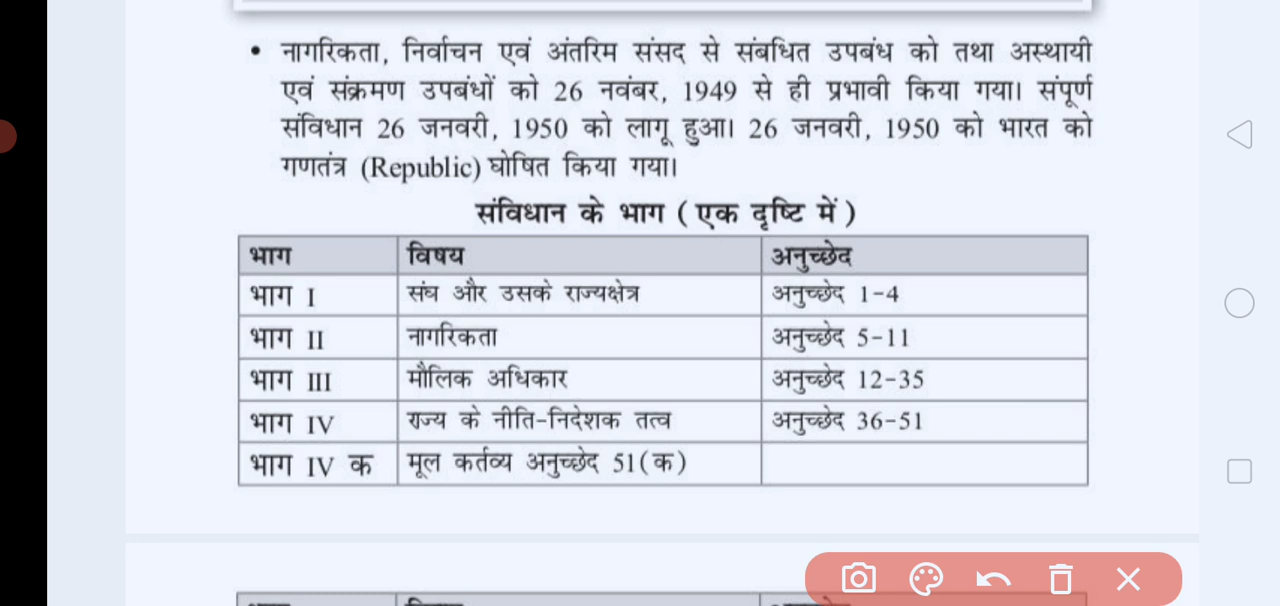 • नागरिकता, निर्वाचन एवं अंतरिम संसद से संबधित उपबंध को तथा अस्थायी
एवं संक्रमण उपबंधों को 26 नवंबर, 1949 से ही प्रभावी किया गया। संपूर्ण
संविधान 26 जनवरी, 1950 को लागू हुआ। 26 जनवरी, 1950 को भारत को
गणतंत्र (Republic) घोषित किया गया।
संविधान के भाग ( एक दृष्टि में )
भाग विषय अनुच्छेद
भाग I संघ और उसके राज्यक्षेत्र अनुच्छेद 1-4
भाग II नागरिकता अनुच्छेद 5-11
भाग III मौलिक अधिकार अनुच्छेद 12-35
भाग IV राज्य के नीति-निदेशक तत्व अनुच्छेद 36-51
भाग IV क मूल कर्तव्य अनुच्छेद 51(क)